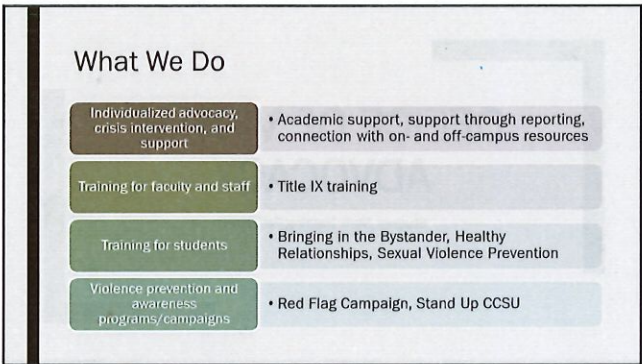 What We Do
Individualized advocacy,
crisis intervention, and
support
• Academic support, support through reporting,
connection with on- and off-campus resources
Training for faculty and staff
• Title IX training
Training for students
• Bringing in the Bystander, Healthy
Relationships, Sexual Violence Prevention
Violence prevention and
awareness
programs/campaigns
• Red Flag Campaign, Stand Up CCSU